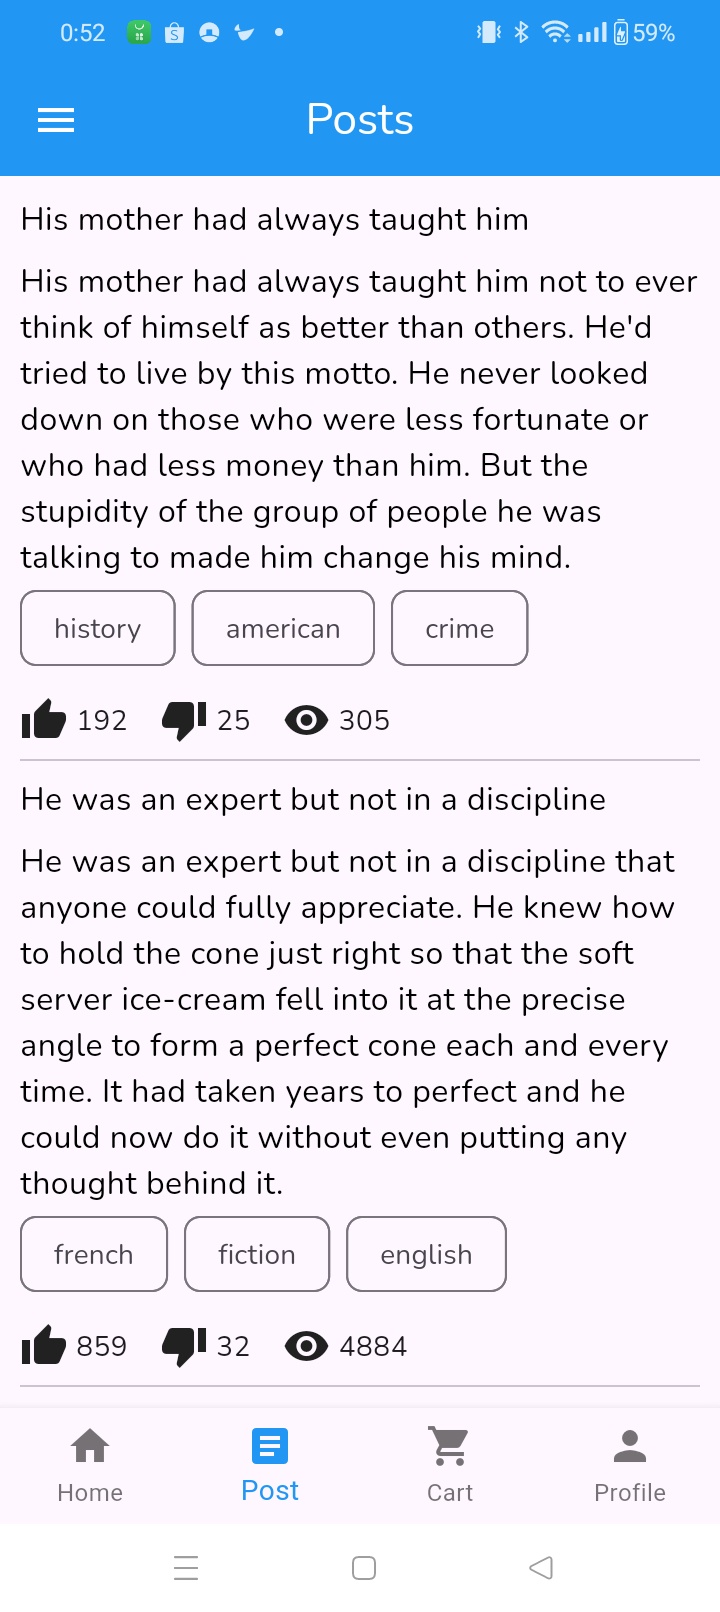 0:52
59%
Posts
His mother had always taught him
His mother had always taught him not to ever
think of himself as better than others. He'd
tried to live by this motto. He never looked
down on those who were less fortunate or
who had less money than him. But the
stupidity of the group of people he was
talking to made him change his mind.
history american crime
192 25 305
He was an expert but not in a discipline
He was an expert but not in a discipline that
anyone could fully appreciate. He knew how
to hold the cone just right so that the soft
server ice-cream fell into it at the precise
angle to form a perfect cone each and every
time. It had taken years to perfect and he
could now do it without even putting any
thought behind it.
french fiction english
859 32 4884
Home Post Cart Profile